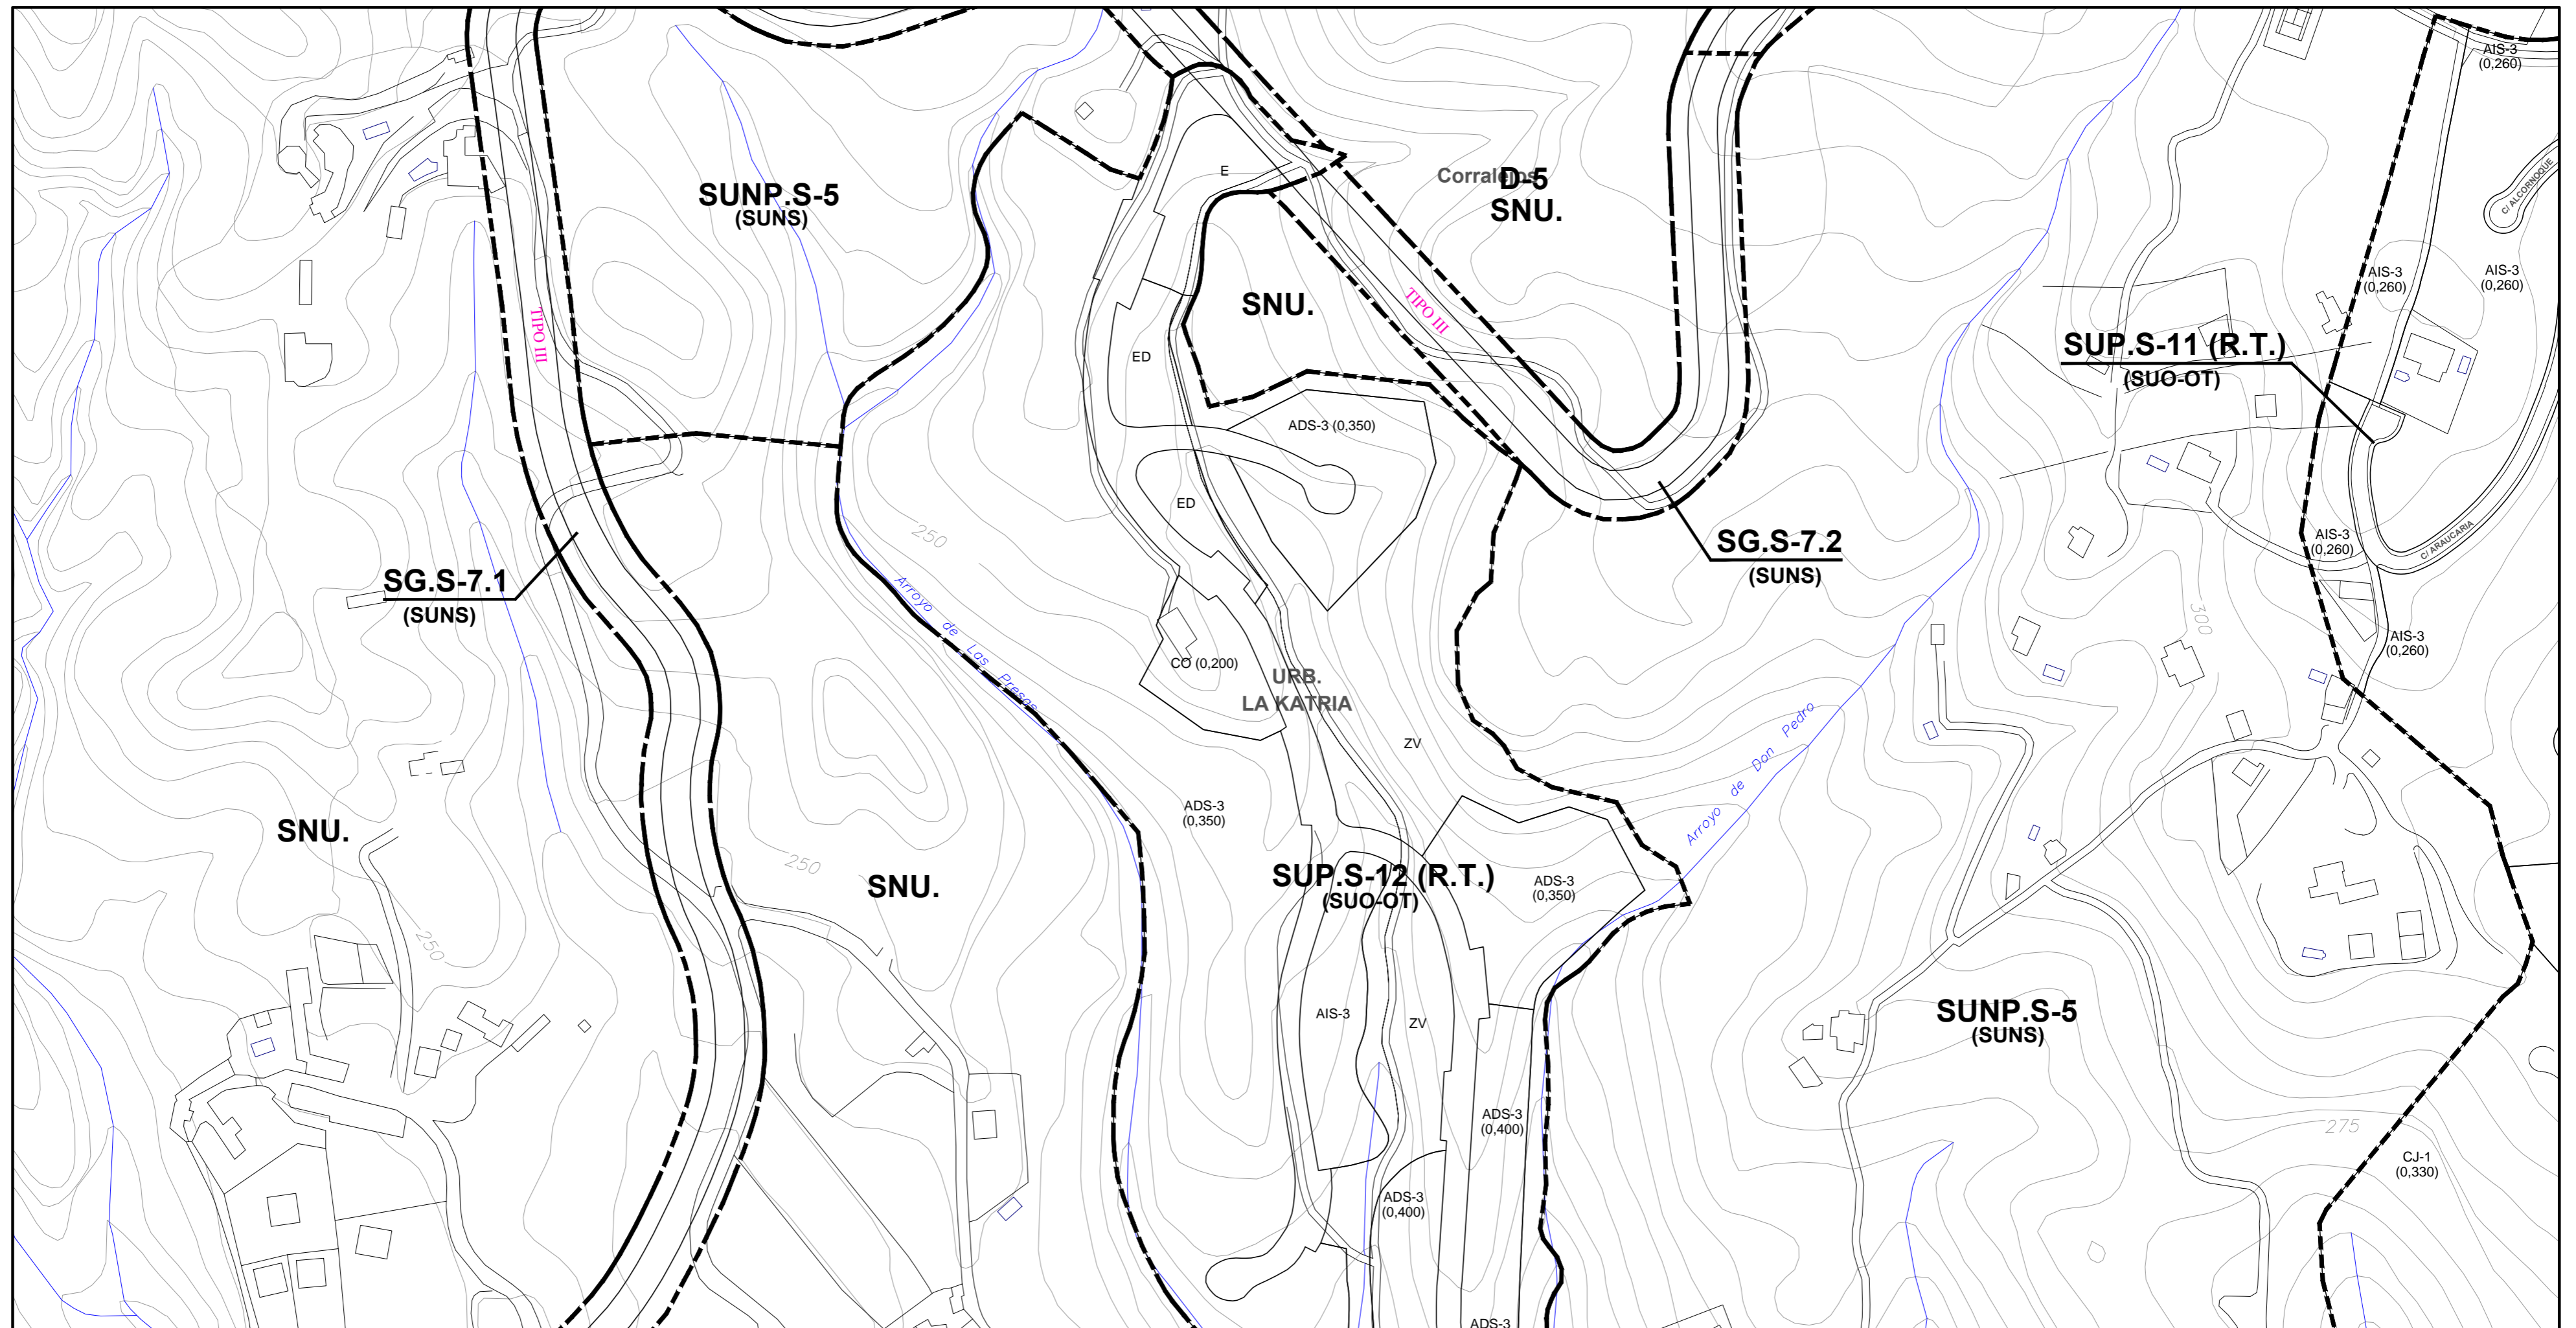 AIS-3
(0,260)
C/ ALCORNOQUE
Corralejos
D-5
SNU.
SUNP.S-5
(SUNS)
E
AIS-3
(0,260)
AIS-3
(0,260)
SNU.
TIPO III
TIPO III
SUP.S-11 (R.T.)
(SUO-OT)
ED
ADS-3 (0,350)
ED
250
SG.S-7.2
(SUNS)
AIS-3
(0,260)
C/ ARAUCARIA
SG.S-7.1
(SUNS)
Arroyo de Las Presas
300
AIS-3
(0,260)
CO (0,200)
URB.
LA KATRIA
ZV
Arroyo de Don Pedro
ADS-3
(0,350)
SNU.
250
SNU.
SUP.S-12 (R.T.)
(SUO-OT)
ADS-3
(0,350)
250
AIS-3
ZV
SUNP.S-5
(SUNS)
ADS-3
(0,400)
275
CJ-1
(0,330)
ADS-3
(0,400)
ADS-3